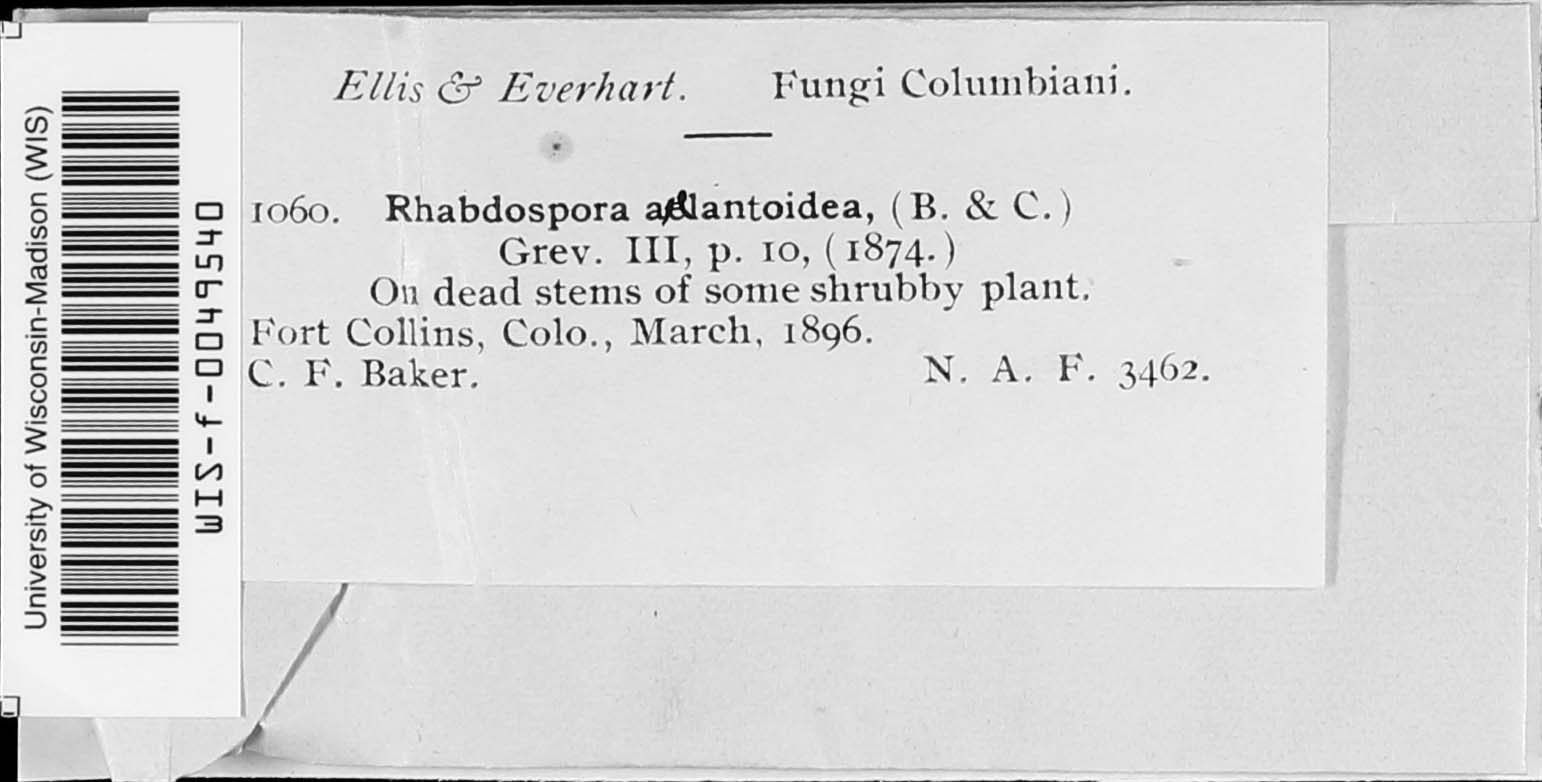 Ellis & Everhart. Fungi Columbiani.
1060. Rhabdospora allantoidea, (B. & C.)
Grev. III, p. 10, (1874.)
On dead stems of some shrubby plant.
Fort Collins, Colo., March, 1896.
C. F. Baker. N. A. F. 3462.
University of Wisconsin-Madison (WIS)
WIS-f-0049540